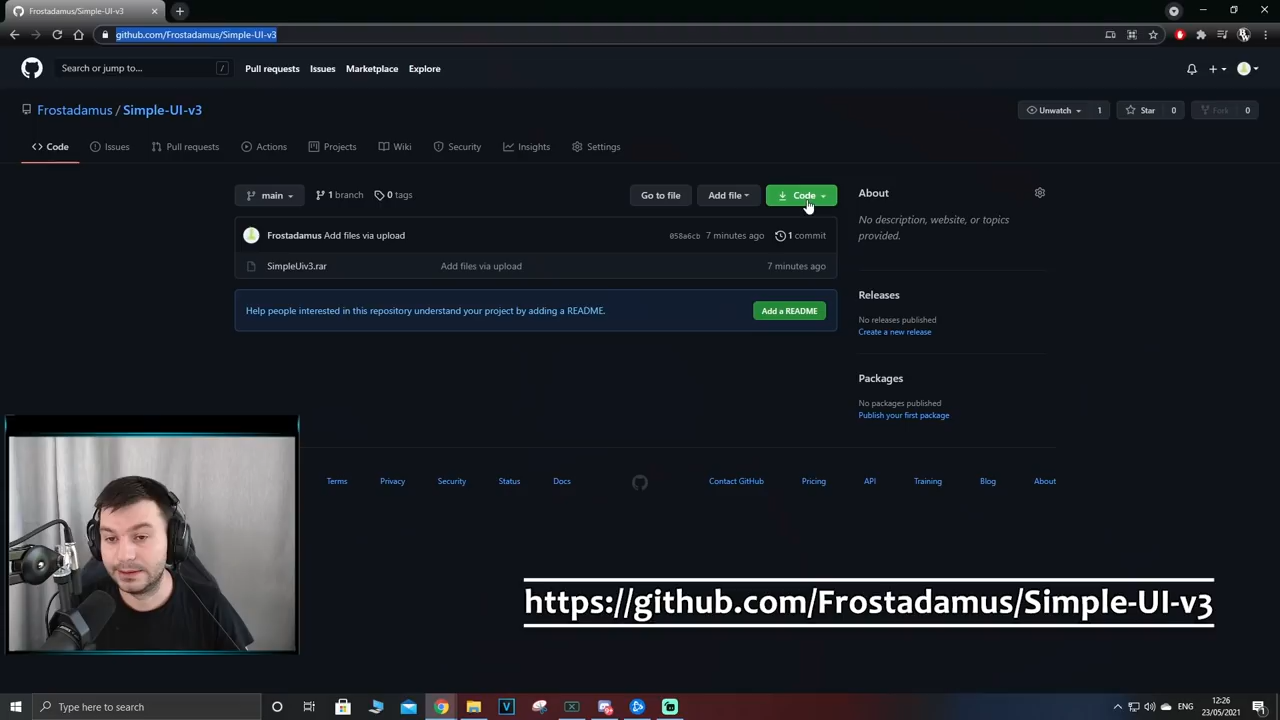 Frostadamus/Simple-UI-v3
github.com/Frostadamus/Simple-UI-v3
Search or jump to...
/
Pull requests
Issues
Marketplace
Explore
Frostadamus / Simple-UI-v3
Unwatch
1
Star
0
Fork
0
Code
Issues
Pull requests
Actions
Projects
Wiki
Security
Insights
Settings
main
1 branch
0 tags
Go to file
Add file
Code
About
No description, website, or topics
provided.
Frostadamus Add files via upload
058a6cb
7 minutes ago
1 commit
SimpleUiv3.rar
Add files via upload
7 minutes ago
Help people interested in this repository understand your project by adding a README.
Add a README
Releases
No releases published
Create a new release
Packages
No packages published
Publish your first package
Terms
Privacy
Security
Status
Docs
Contact GitHub
Pricing
API
Training
Blog
About
https://github.com/Frostadamus/Simple-UI-v3
Type here to search
ENG
12:26
23/05/2021